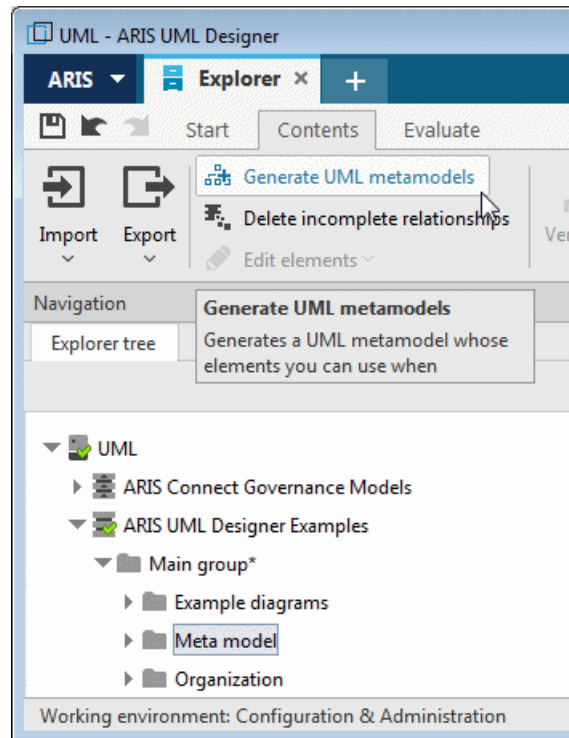 UML - ARIS UML Designer
ARIS Explorer × +
Start Contents Evaluate
Generate UML metamodels
Delete incomplete relationships
Import Export
Edit elements
Navigation
Generate UML metamodels
Generates a UML metamodel whose
elements you can use when
Explorer tree
UML
ARIS Connect Governance Models
ARIS UML Designer Examples
Main group*
Example diagrams
Meta model
Organization
Working environment: Configuration & Administration